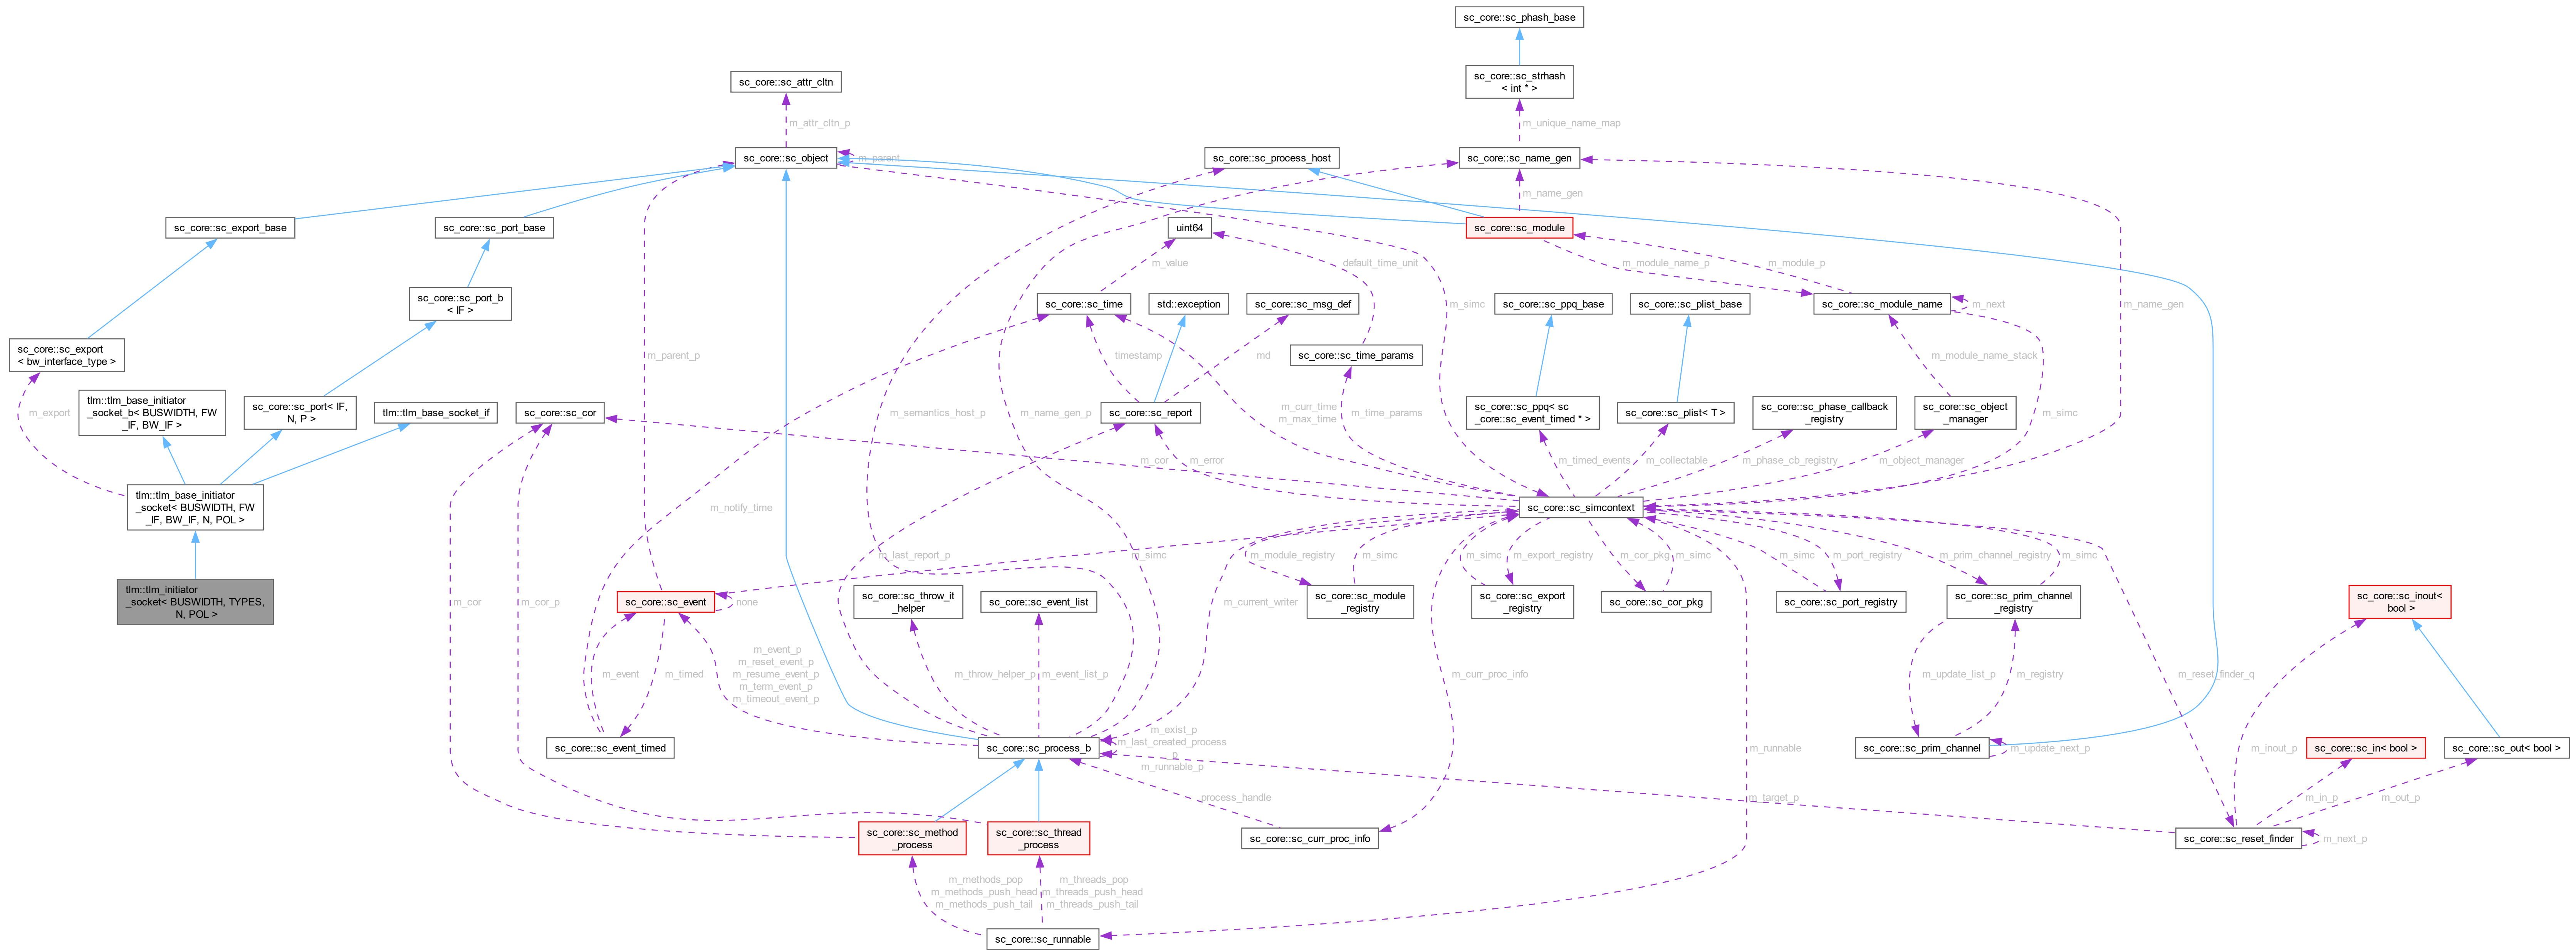 sc_core::sc_phash_base
sc_core::sc_attr_cltn
sc_core::sc_strhash
< int * >
m_attr_cltn_p
m_unique_name_map
sc_core::sc_object
m_parent
sc_core::sc_process_host
sc_core::sc_name_gen
m_name_gen
sc_core::sc_export_base
sc_core::sc_port_base
uint64
sc_core::sc_module
m_value
default_time_unit
m_module_name_p
m_module_p
sc_core::sc_port_b
< IF >
sc_core::sc_time
std::exception
sc_core::sc_msg_def
m_simc
sc_core::sc_ppq_base
sc_core::sc_plist_base
sc_core::sc_module_name
m_next
m_name_gen
sc_core::sc_export
< bw_interface_type >
m_parent_p
timestamp
md
sc_core::sc_time_params
m_module_name_stack
tlm::tlm_base_initiator
_socket_b< BUSWIDTH, FW
_IF, BW_IF >
m_export
sc_core::sc_port< IF,
N, P >
tlm::tlm_base_socket_if
sc_core::sc_cor
m_semantics_host_p
m_name_gen_p
sc_core::sc_report
m_curr_time
m_max_time
m_time_params
sc_core::sc_ppq< sc
_core::sc_event_timed * >
sc_core::sc_plist< T >
sc_core::sc_phase_callback
_registry
sc_core::sc_object
_manager
m_simc
m_cor
m_error
m_timed_events
m_collectable
m_phase_cb_registry
m_object_manager
tlm::tlm_base_initiator
_socket< BUSWIDTH, FW
_IF, BW_IF, N, POL >
m_notify_time
sc_core::sc_simcontext
m_last_report_p
m_simc
m_module_registry
m_simc
m_simc
m_export_registry
m_cor_pkg
m_simc
m_simc
m_port_registry
m_prim_channel_registry
m_simc
tlm::tlm_initiator
_socket< BUSWIDTH, TYPES,
N, POL >
m_cor
m_cor_p
sc_core::sc_event
none
sc_core::sc_throw_it
_helper
sc_core::sc_event_list
m_current_writer
sc_core::sc_module
_registry
sc_core::sc_export
_registry
sc_core::sc_cor_pkg
sc_core::sc_port_registry
sc_core::sc_prim_channel
_registry
sc_core::sc_inout<
bool >
m_event
m_timed
m_event_p
m_reset_event_p
m_resume_event_p
m_term_event_p
m_timeout_event_p
m_throw_helper_p
m_event_list_p
m_curr_proc_info
m_update_list_p
m_registry
m_reset_finder_q
sc_core::sc_event_timed
sc_core::sc_process_b
m_exist_p
m_last_created_process
_p
m_runnable_p
m_runnable
sc_core::sc_prim_channel
m_update_next_p
m_inout_p
sc_core::sc_in< bool >
sc_core::sc_out< bool >
process_handle
m_target_p
m_in_p
m_out_p
sc_core::sc_method
_process
sc_core::sc_thread
_process
sc_core::sc_curr_proc_info
sc_core::sc_reset_finder
m_next_p
m_methods_pop
m_methods_push_head
m_methods_push_tail
m_threads_pop
m_threads_push_head
m_threads_push_tail
sc_core::sc_runnable